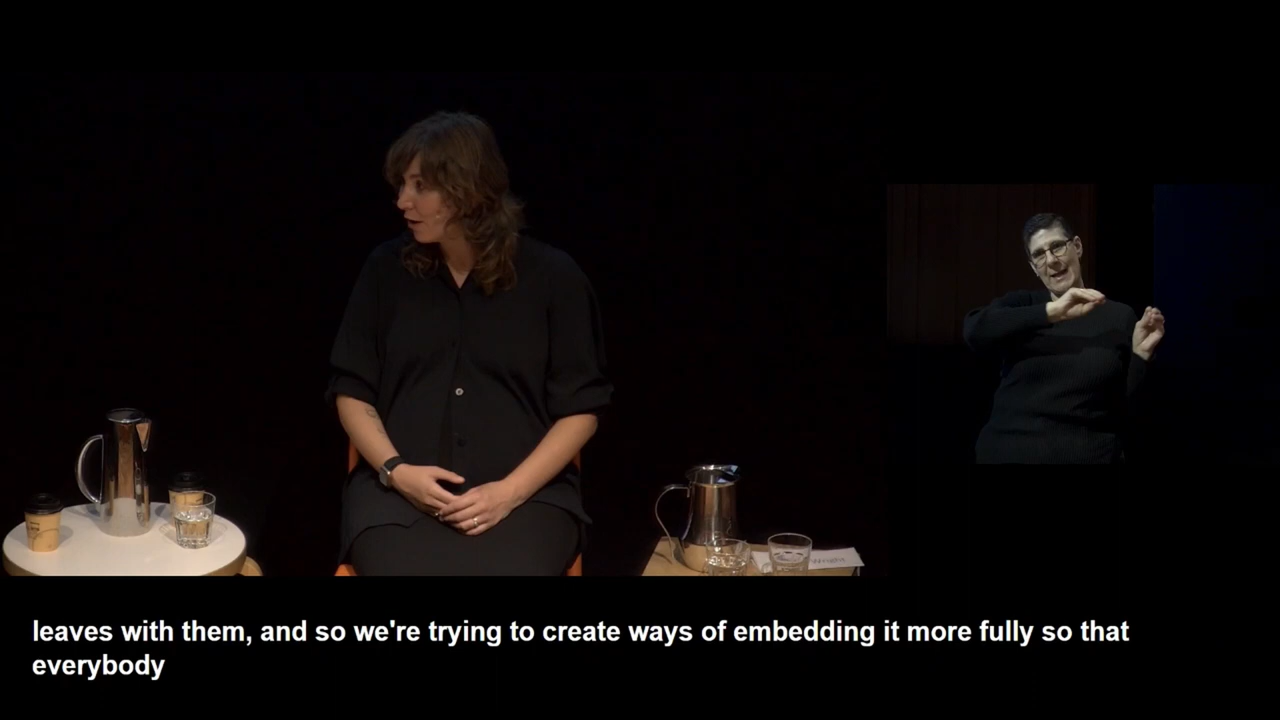 leaves with them, and so we're trying to create ways of embedding it more fully so that
everybody